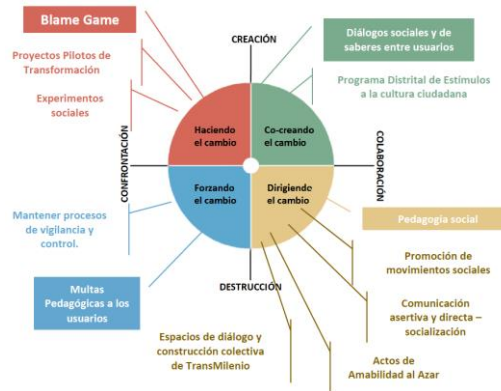 Blame Game
CREACIÓN
Diálogos sociales y de
saberes entre usuarios
Proyectos Pilotos de
Transformación
Programa Distrital de Estímulos
a la cultura ciudadana
Experimentos
sociales
Haciendo
el cambio
Co-creando
el cambio
CONFRONTACIÓN
COLABORACIÓN
Forzando
el cambio
Dirigiendo
el cambio
Mantener procesos
de vigilancia y
control.
Pedagogía social
Promoción de
movimientos sociales
Multas
Pedagógicas a los
usuarios
DESTRUCCIÓN
Comunicación
asertiva y directa –
socialización
Espacios de diálogo y
construcción colectiva
de TransMilenio
Actos de
Amabilidad al Azar